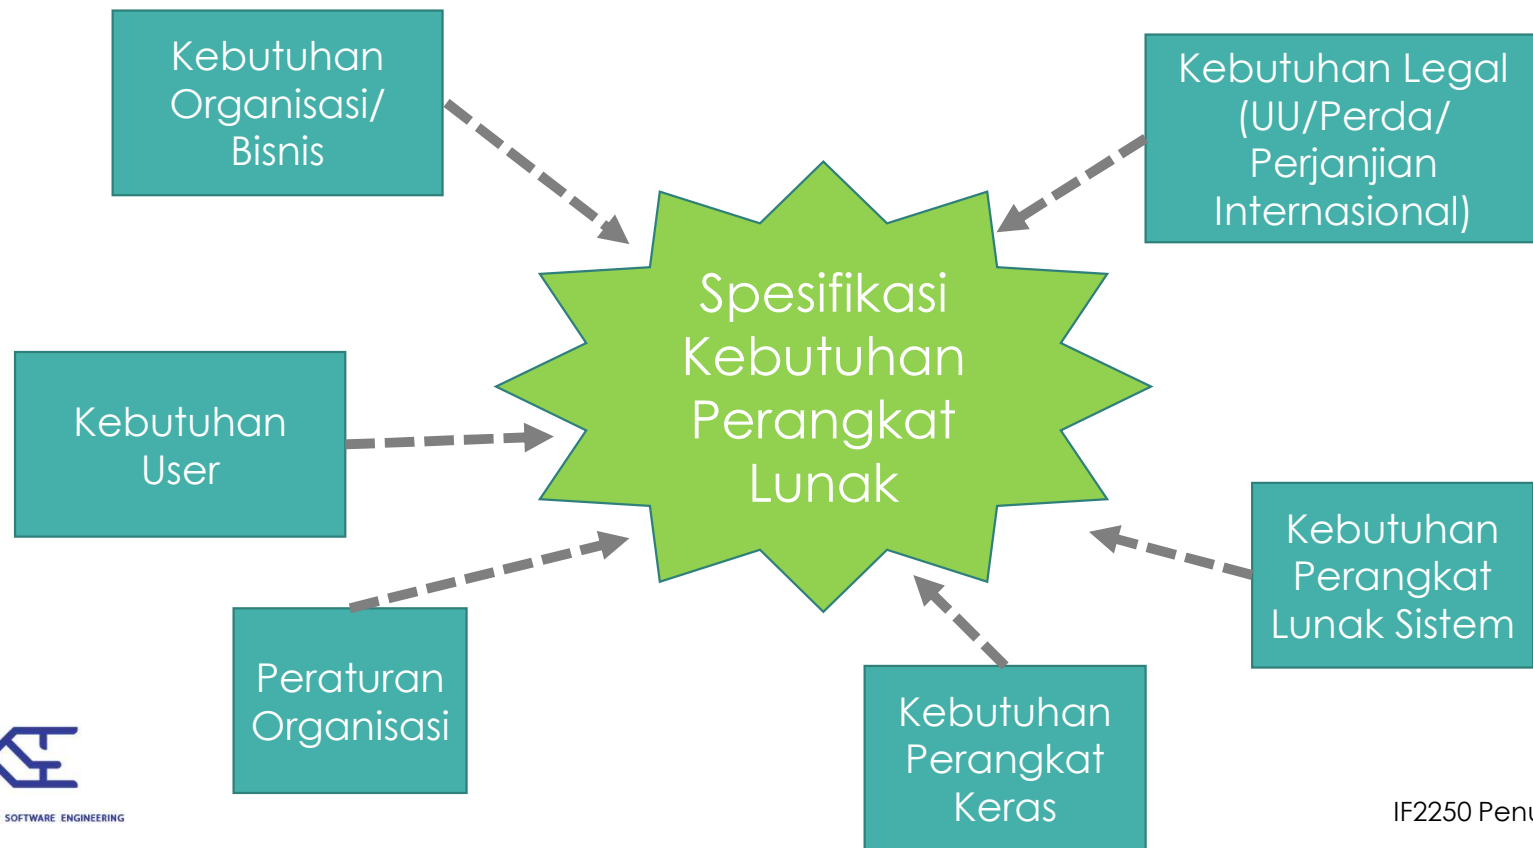 Kebutuhan
Organisasi/
Bisnis
Kebutuhan Legal
(UU/Perda/
Perjanjian
Internasional)
Spesifikasi
Kebutuhan
Perangkat
Lunak
Kebutuhan
User
Kebutuhan
Perangkat
Lunak Sistem
Peraturan
Organisasi
Kebutuhan
Perangkat
Keras
SOFTWARE ENGINEERING
IF2250